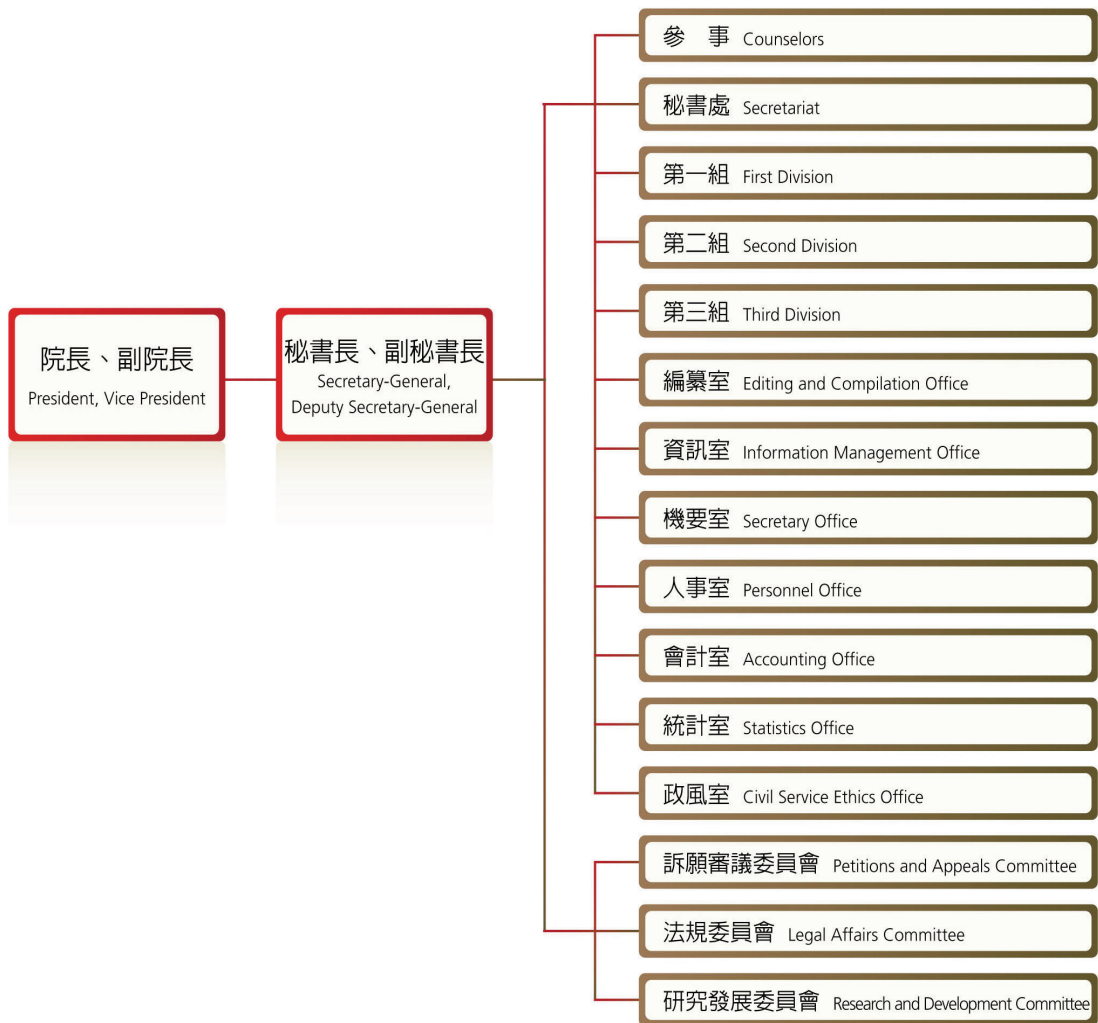 院長、副院長
President, Vice President
秘書長、副秘書長
Secretary-General,
Deputy Secretary-General
參　事 Counselors
秘書處 Secretariat
第一組 First Division
第二組 Second Division
第三組 Third Division
編纂室 Editing and Compilation Office
資訊室 Information Management Office
機要室 Secretary Office
人事室 Personnel Office
會計室 Accounting Office
統計室 Statistics Office
政風室 Civil Service Ethics Office
訴願審議委員會 Petitions and Appeals Committee
法規委員會 Legal Affairs Committee
研究發展委員會 Research and Development Committee